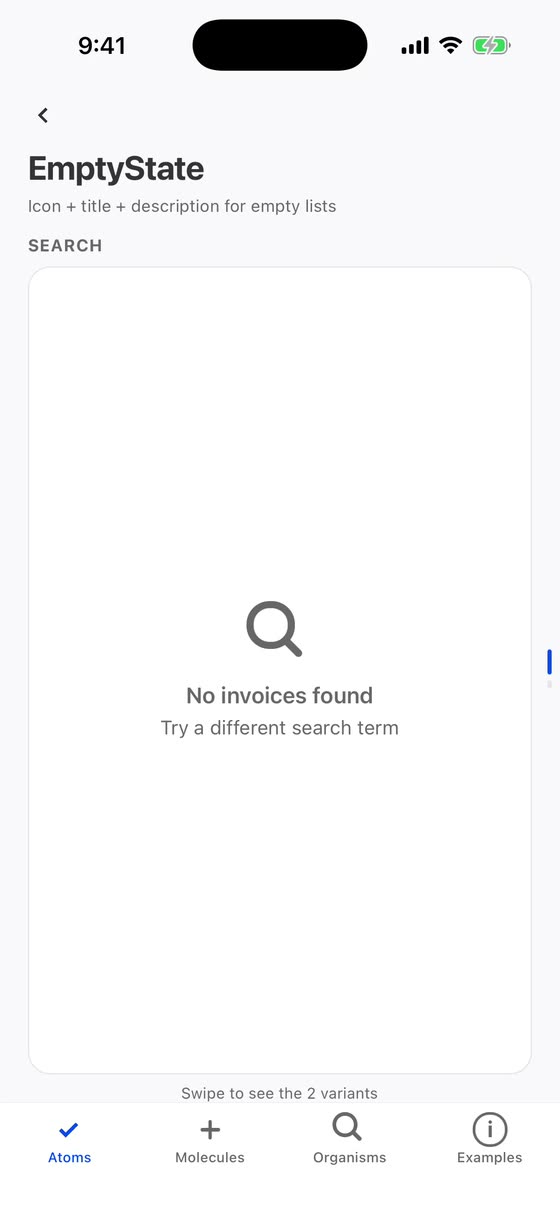 9:41
EmptyState
Icon + title + description for empty lists
SEARCH
No invoices found
Try a different search term
Swipe to see the 2 variants
Atoms
Molecules
Organisms
Examples